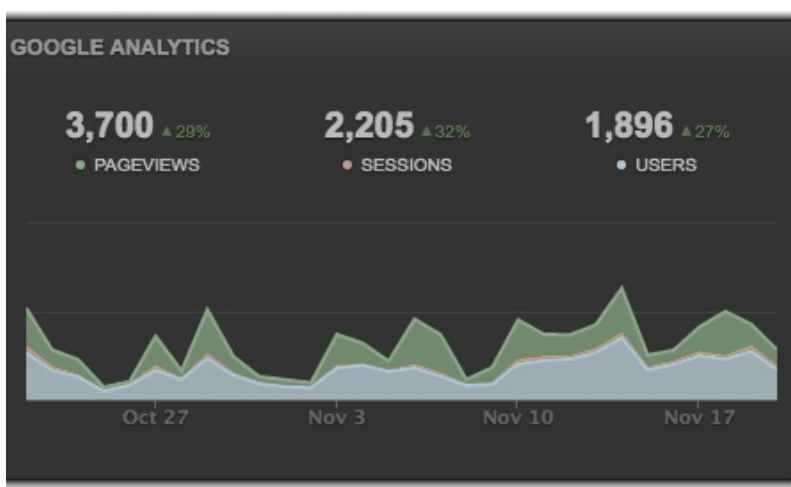 GOOGLE ANALYTICS
3,700 ▲29% 2,205 ▲32% 1,896 ▲27%
• PAGEVIEWS • SESSIONS • USERS
Oct 27 Nov 3 Nov 10 Nov 17